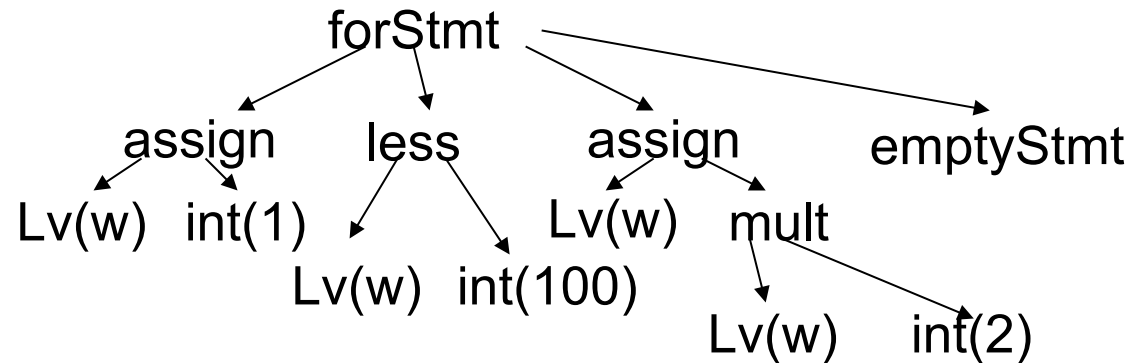 forStmt
assign less assign emptyStmt
Lv(w) int(1) Lv(w) mult
Lv(w) int(100)
Lv(w) int(2)